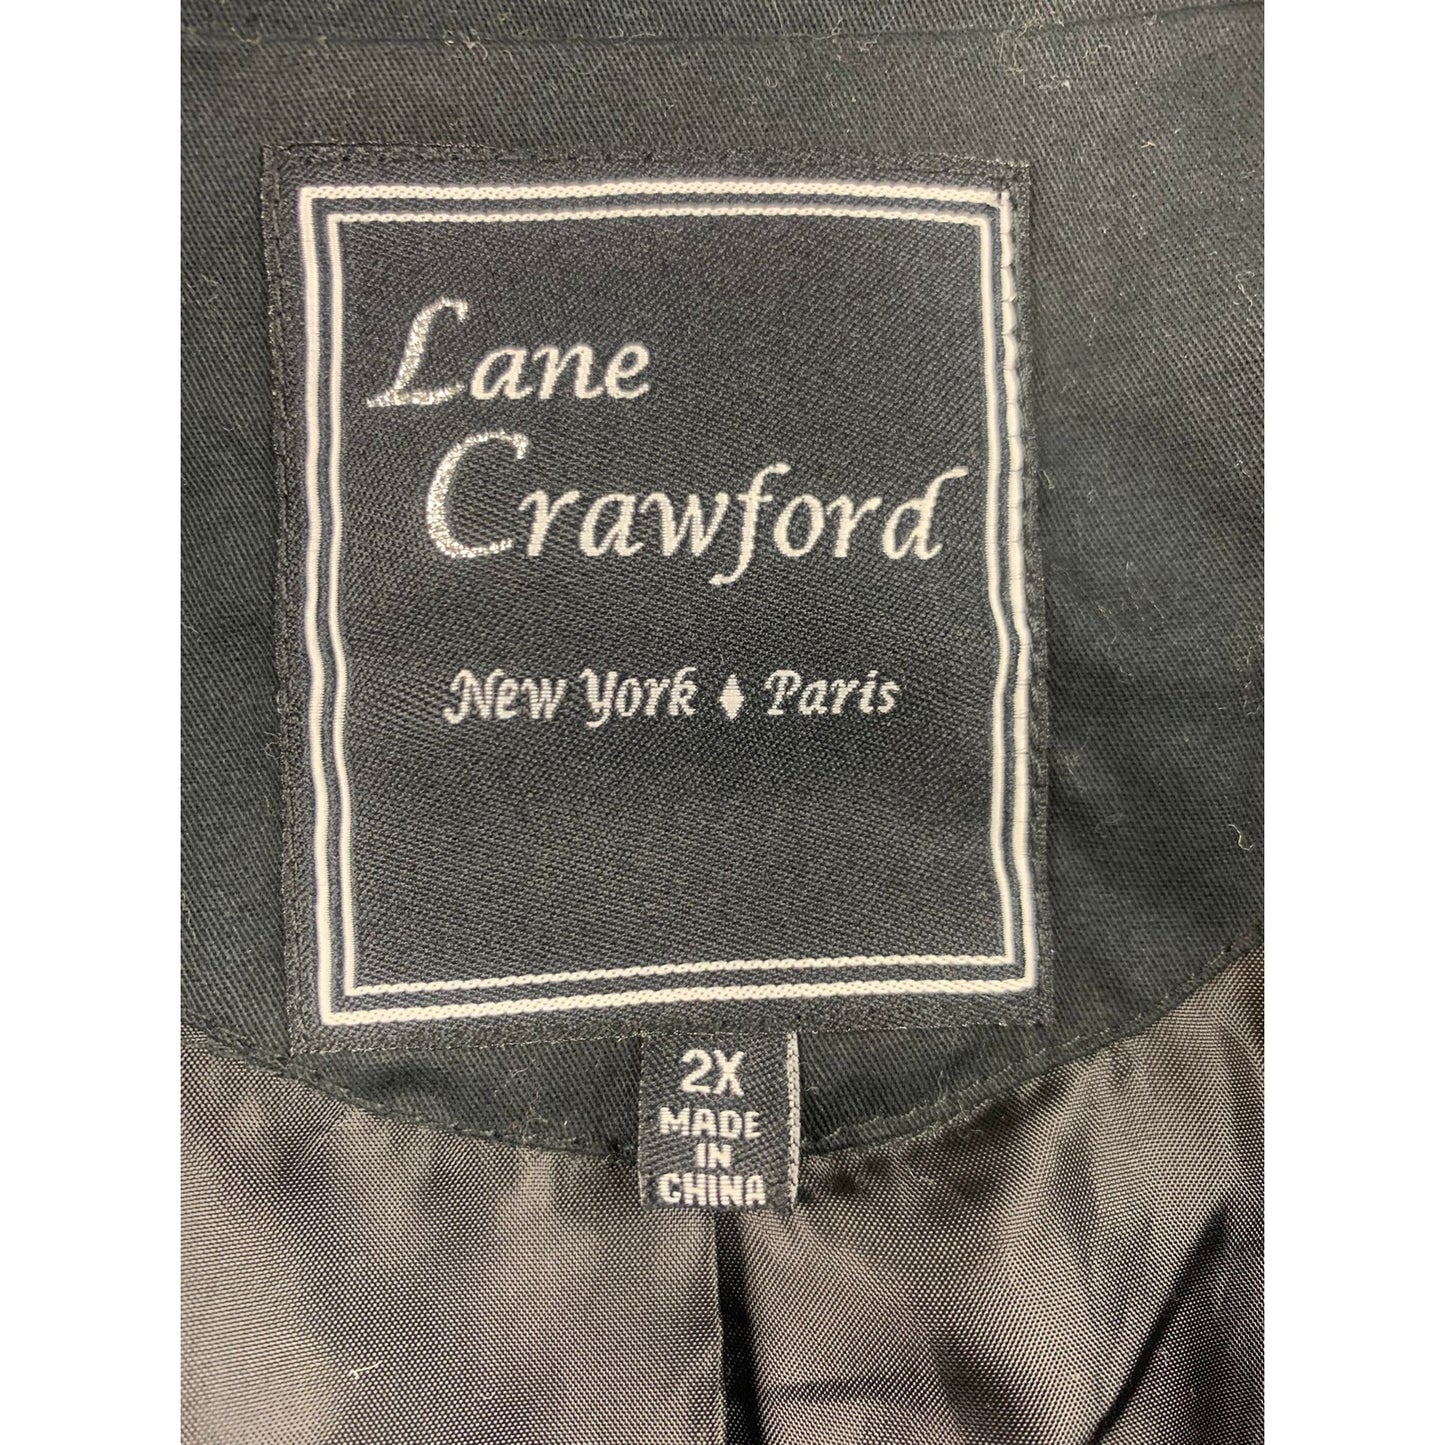 Lane
Crawford
New York ♦ Paris
2X
MADE
IN
CHINA